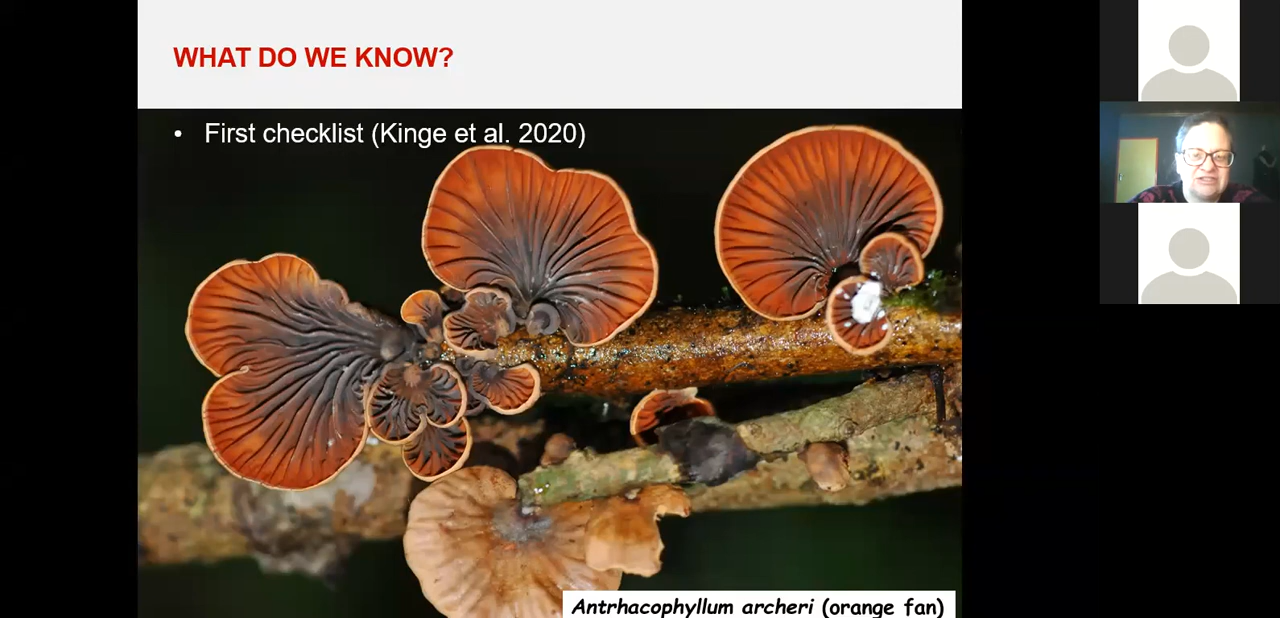 WHAT DO WE KNOW?
• First checklist (Kinge et al. 2020)
Antrhacophyllum archeri (orange fan)